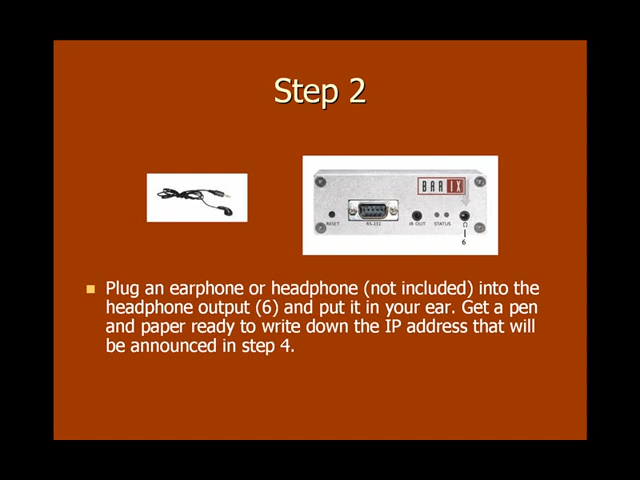 Step 2
BARIX
RESET
RS-232
IR OUT
STATUS
Ω
6
Plug an earphone or headphone (not included) into the
headphone output (6) and put it in your ear. Get a pen
and paper ready to write down the IP address that will
be announced in step 4.